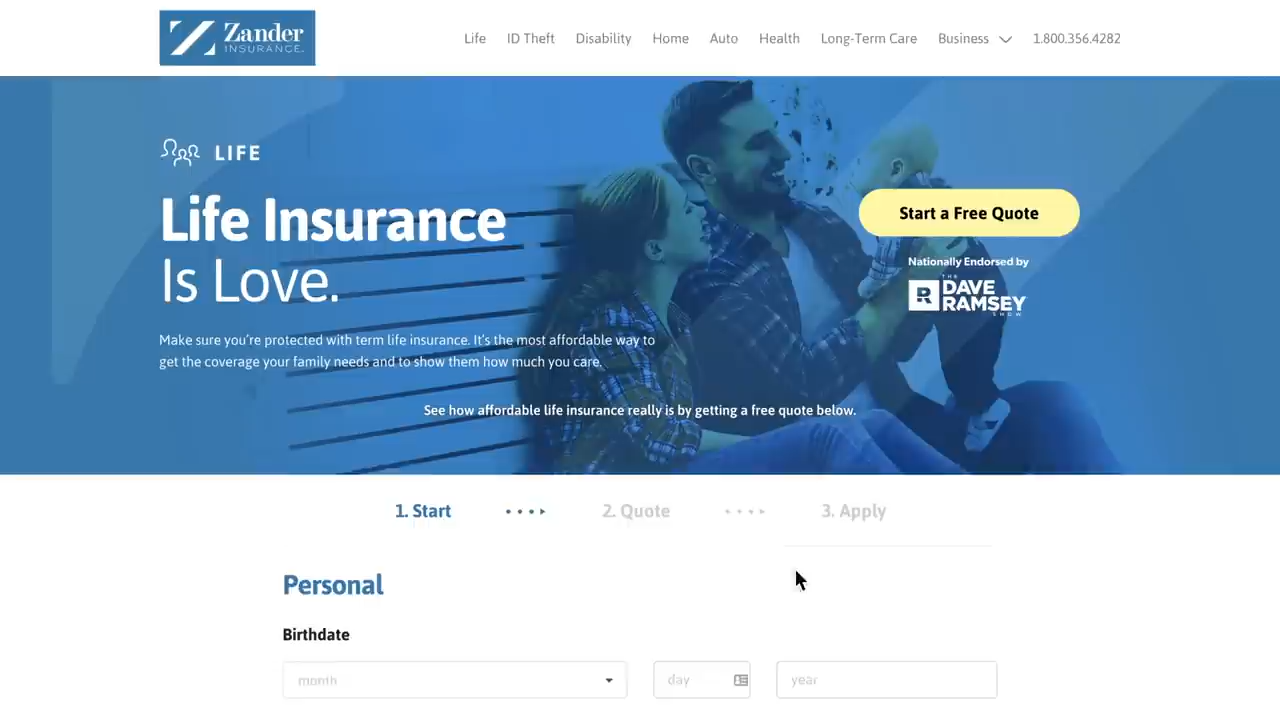 Zander
INSURANCE.
Life ID Theft Disability Home Auto Health Long-Term Care Business 1.800.356.4282
LIFE
Life Insurance
Is Love.
Make sure you're protected with term life insurance. It's the most affordable way to
get the coverage your family needs and to show them how much you care.
Start a Free Quote
Nationally Endorsed by
THE
R DAVE
RAMSEY
SHOW
See how affordable life insurance really is by getting a free quote below.
1. Start 2. Quote 3. Apply
Personal
Birthdate
month day year